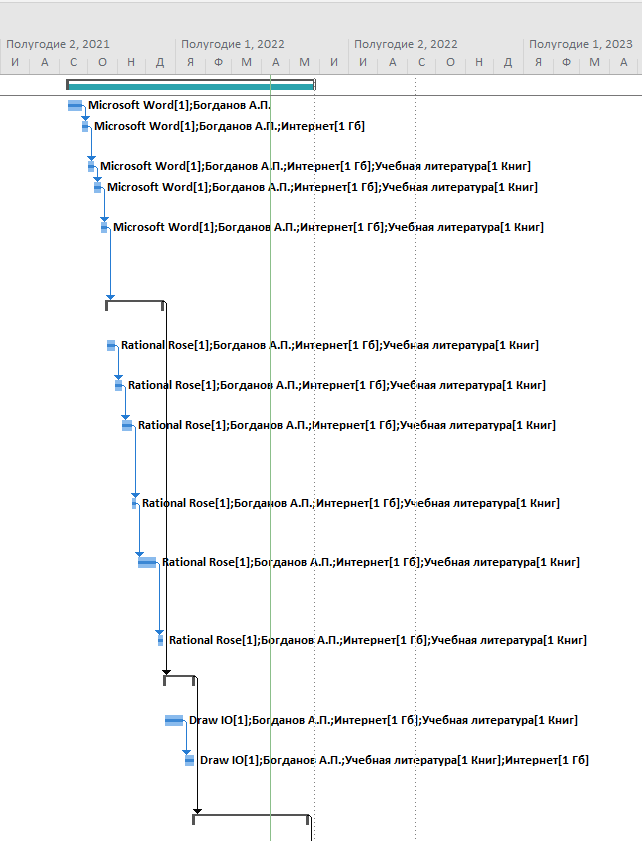 Полугодие 2, 2021 Полугодие 1, 2022 Полугодие 2, 2022 Полугодие 1, 2023
И А С О Н Д Я Ф М А М И И А С О Н Д Я Ф М А
Microsoft Word[1];Богданов А.П.
Microsoft Word[1];Богданов А.П.;Интернет[1 Гб]
Microsoft Word[1];Богданов А.П.;Интернет[1 Гб];Учебная литература[1 Книг]
Microsoft Word[1];Богданов А.П.;Интернет[1 Гб];Учебная литература[1 Книг]
Microsoft Word[1];Богданов А.П.;Интернет[1 Гб];Учебная литература[1 Книг]
Rational Rose[1];Богданов А.П.;Интернет[1 Гб];Учебная литература[1 Книг]
Rational Rose[1];Богданов А.П.;Интернет[1 Гб];Учебная литература[1 Книг]
Rational Rose[1];Богданов А.П.;Интернет[1 Гб];Учебная литература[1 Книг]
Rational Rose[1];Богданов А.П.;Интернет[1 Гб];Учебная литература[1 Книг]
Rational Rose[1];Богданов А.П.;Интернет[1 Гб];Учебная литература[1 Книг]
Rational Rose[1];Богданов А.П.;Интернет[1 Гб];Учебная литература[1 Книг]
Draw IO[1];Богданов А.П.;Интернет[1 Гб];Учебная литература[1 Книг]
Draw IO[1];Богданов А.П.;Учебная литература[1 Книг];Интернет[1 Гб]